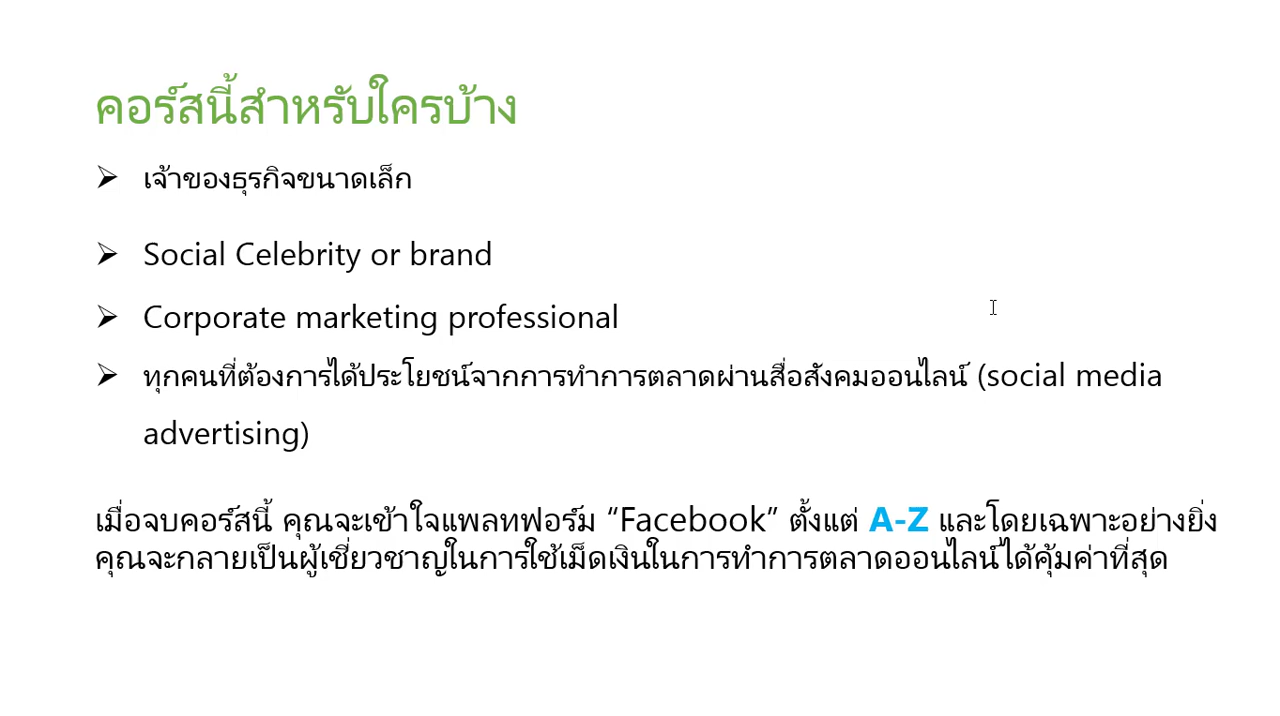 คอร์สนี้สำหรับใครบ้าง
เจ้าของธุรกิจขนาดเล็ก
Social Celebrity or brand
Corporate marketing professional
ทุกคนที่ต้องการได้ประโยชน์จากการทำการตลาดผ่านสื่อสังคมออนไลน์ (social media
advertising)
เมื่อจบคอร์สนี้ คุณจะเข้าใจแพลทฟอร์ม “Facebook” ตั้งแต่ A-Z และโดยเฉพาะอย่างยิ่ง
คุณจะกลายเป็นผู้เชี่ยวชาญในการใช้เม็ดเงินในการทำการตลาดออนไลน์ได้คุ้มค่าที่สุด